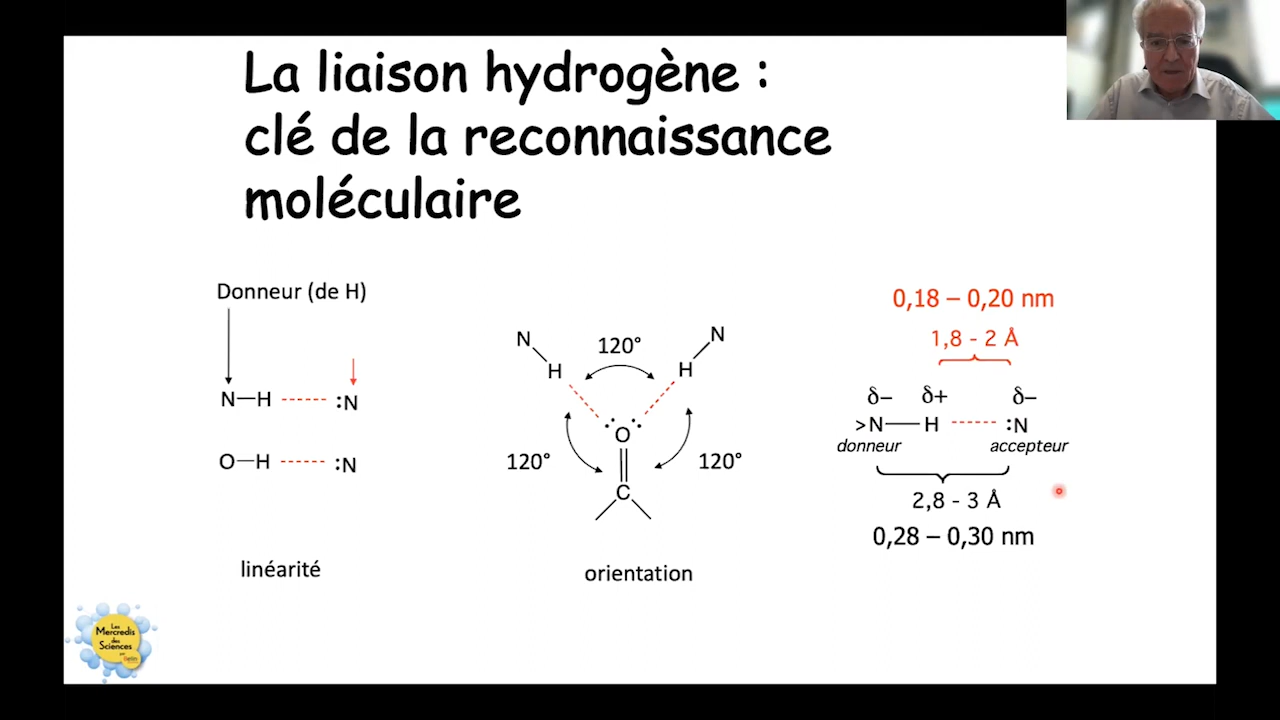 La liaison hydrogène :
clé de la reconnaissance
moléculaire
Donneur (de H)
N—H ------ :N
O—H ------ :N
linéarité
N
N
H
120°
H
O
120°
120°
C
orientation
0,18 – 0,20 nm
1,8 - 2 Å
δ– δ+ δ–
>N—H ------ :N
donneur accepteur
2,8 - 3 Å
0,28 – 0,30 nm
Les
Mercredis
des
Sciences